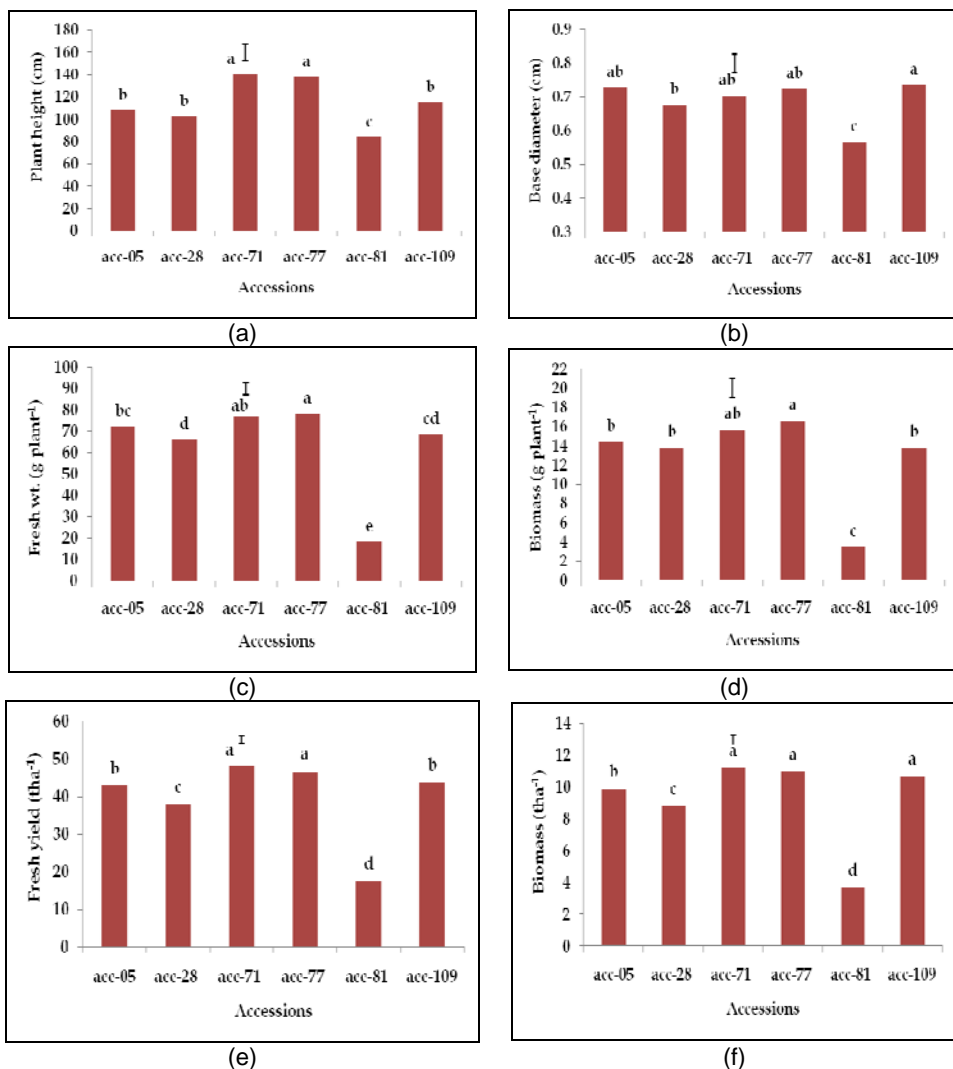 Plant height (cm)
180
160
140
120
100
80
60
40
20
0
b
b
a
a
c
b
acc-05 acc-28 acc-71 acc-77 acc-81 acc-109
Accessions
(a)
Base diameter (cm)
0.9
0.8
0.7
0.6
0.5
0.4
0.3
ab
b
ab
ab
c
a
acc-05 acc-28 acc-71 acc-77 acc-81 acc-109
Accessions
(b)
Fresh wt. (g plant⁻¹)
100
90
80
70
60
50
40
30
20
10
0
bc
d
ab
a
e
cd
acc-05 acc-28 acc-71 acc-77 acc-81 acc-109
Accessions
(c)
Biomass (g plant⁻¹)
22
20
18
16
14
12
10
8
6
4
2
0
b
b
ab
a
c
b
acc-05 acc-28 acc-71 acc-77 acc-81 acc-109
Accessions
(d)
Fresh yield (tha⁻¹)
60
50
40
30
20
10
0
b
c
a
a
d
b
acc-05 acc-28 acc-71 acc-77 acc-81 acc-109
Accessions
(e)
Biomass (tha⁻¹)
14
12
10
8
6
4
2
0
b
c
a
a
d
a
acc-05 acc-28 acc-71 acc-77 acc-81 acc-109
Accessions
(f)